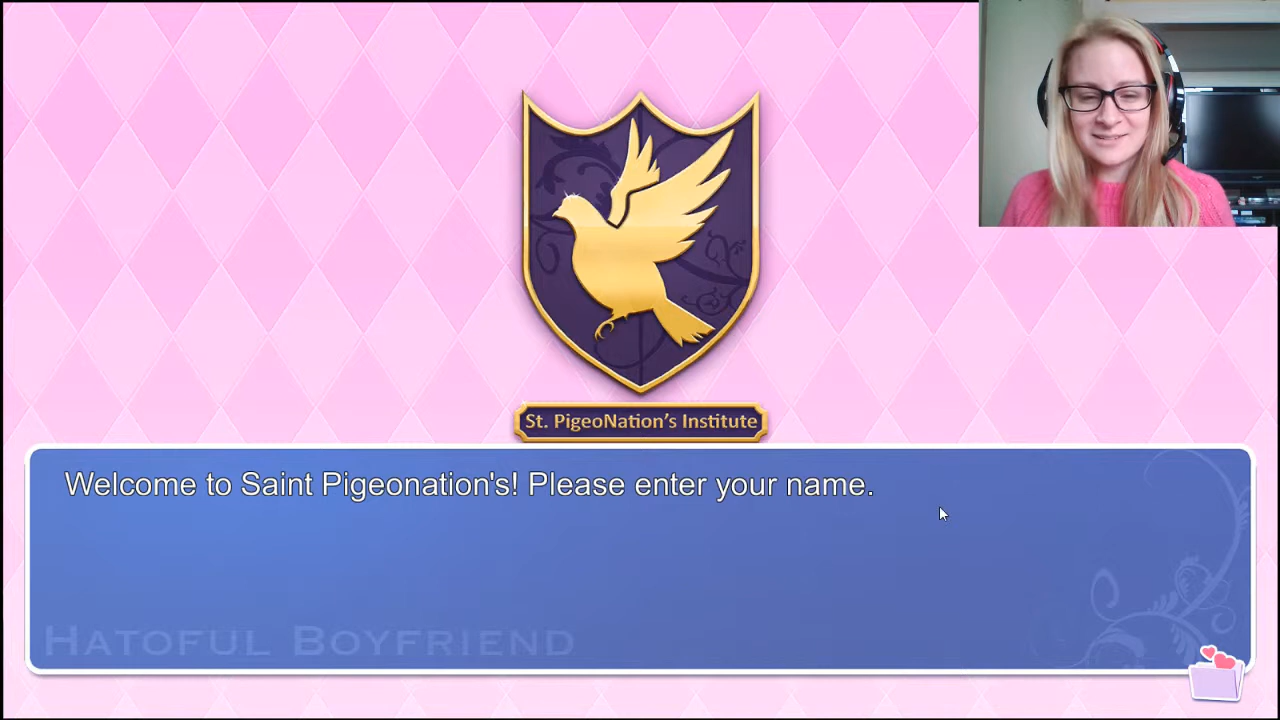 St. PigeoNation's Institute
Welcome to Saint Pigeonation's! Please enter your name.
HATOFUL BOYFRIEND